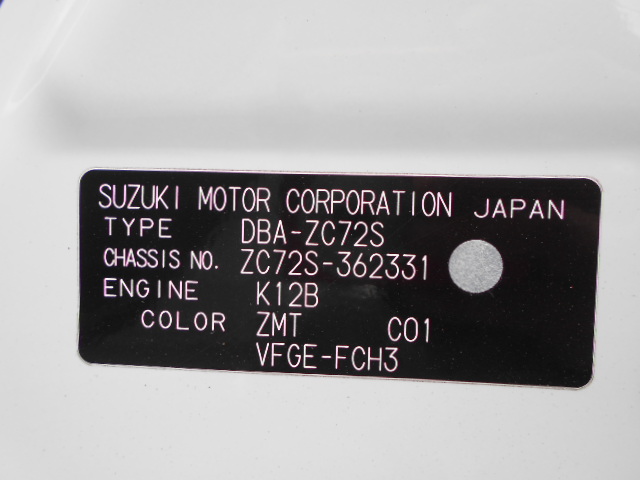 SUZUKI MOTOR CORPORATION JAPAN
TYPE DBA-ZC72S
CHASSIS NO. ZC72S-362331
ENGINE K12B
COLOR ZMT C01
VFGE-FCH3